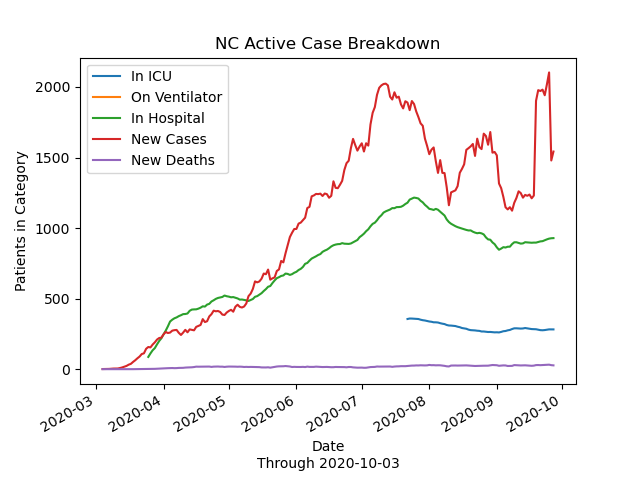 NC Active Case Breakdown
In ICU
On Ventilator
In Hospital
New Cases
New Deaths
Patients in Category
2000
1500
1000
500
0
2020-03
2020-04
2020-05
2020-06
2020-07
2020-08
2020-09
2020-10
Date
Through 2020-10-03